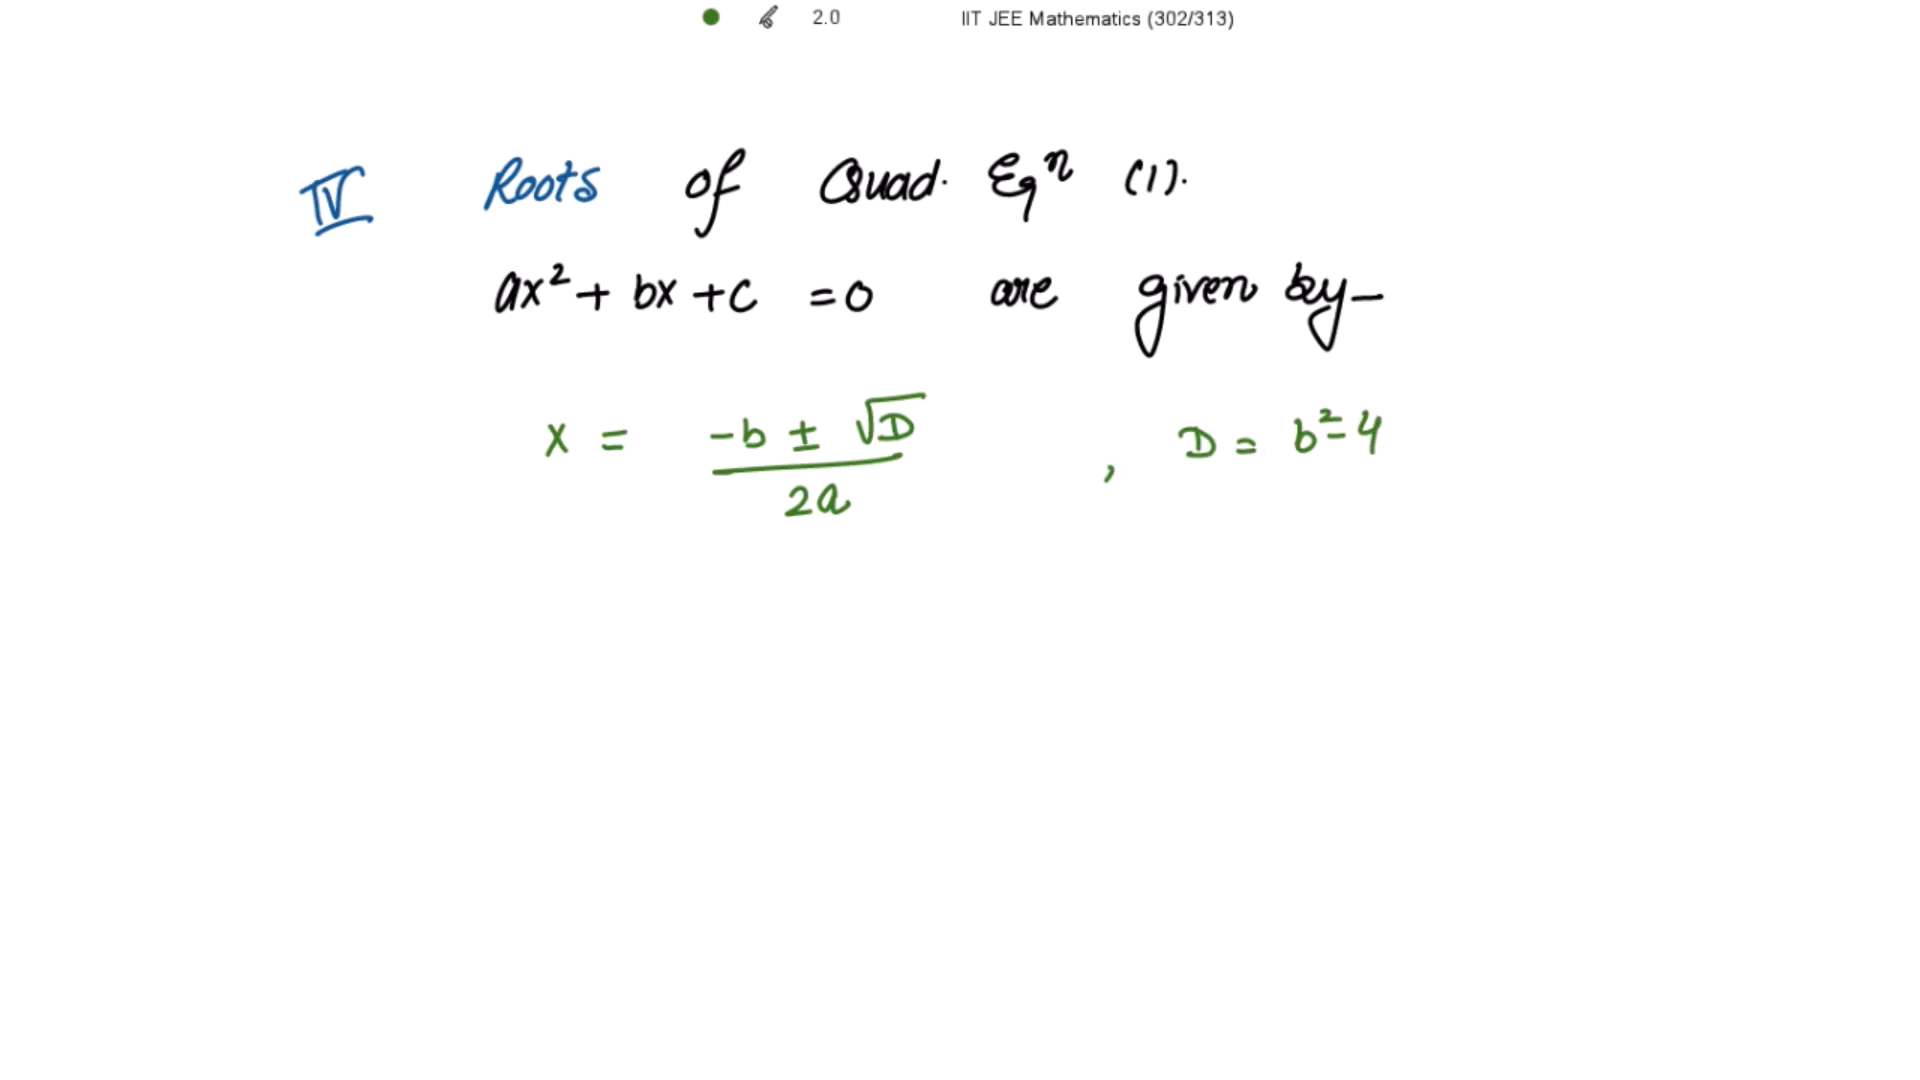 2.0 IIT JEE Mathematics (302/313)
IV Roots of Quad. Eqⁿ (1).
ax² + bx + c = 0 are given by -
x = (-b ± √D) / 2a , D = b² - 4